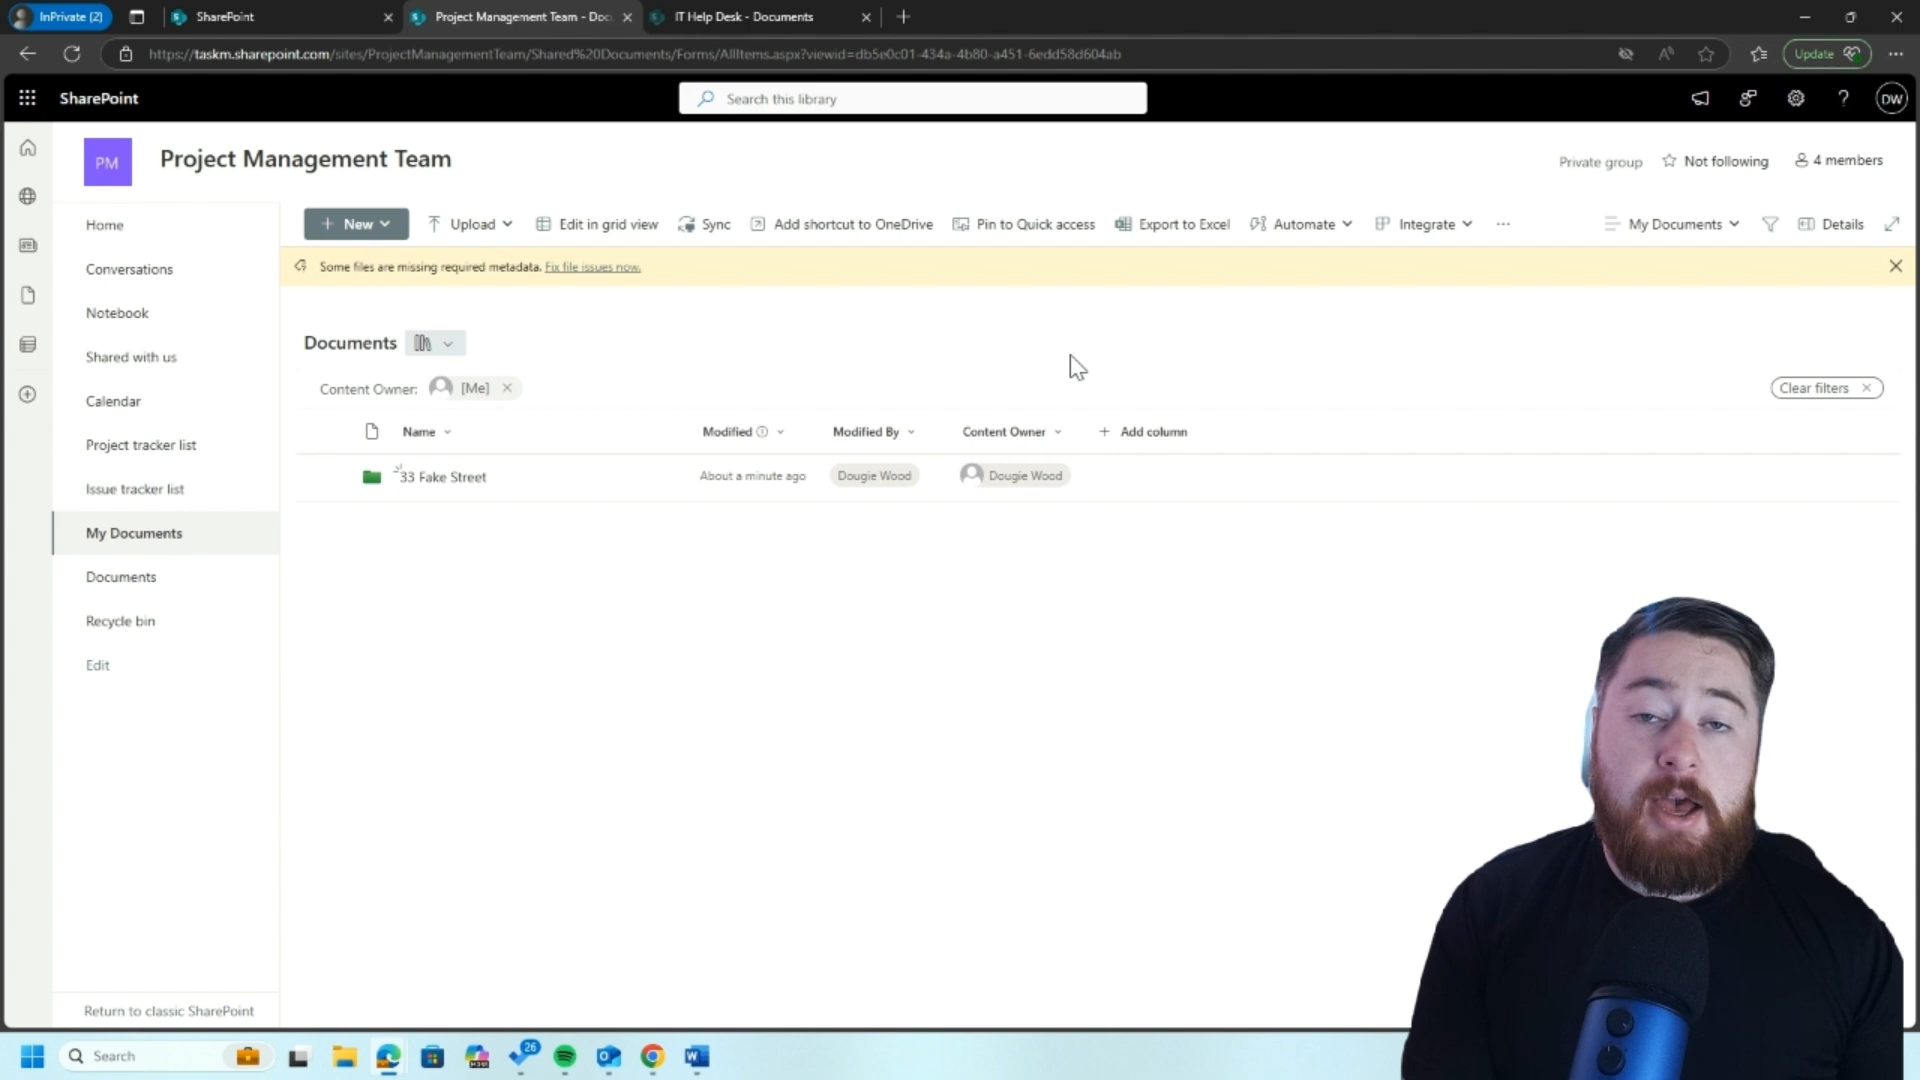 InPrivate (2)
SharePoint
Project Management Team - Doc
IT Help Desk - Documents
https://taskm.sharepoint.com/sites/ProjectManagementTeam/Shared%20Documents/Forms/AllItems.aspx?viewid=db5e0c01-434a-4b80-a451-6edd58d604ab
Update
SharePoint
Search this library
DW
PM
Project Management Team
Private group
Not following
4 members
Home
Conversations
Notebook
Shared with us
Calendar
Project tracker list
Issue tracker list
My Documents
Documents
Recycle bin
Edit
Return to classic SharePoint
New
Upload
Edit in grid view
Sync
Add shortcut to OneDrive
Pin to Quick access
Export to Excel
Automate
Integrate
My Documents
Details
Some files are missing required metadata. Fix file issues now.
Documents
Content Owner: [Me]
Clear filters
Name
Modified
Modified By
Content Owner
Add column
33 Fake Street
About a minute ago
Dougie Wood
Dougie Wood
Search
26